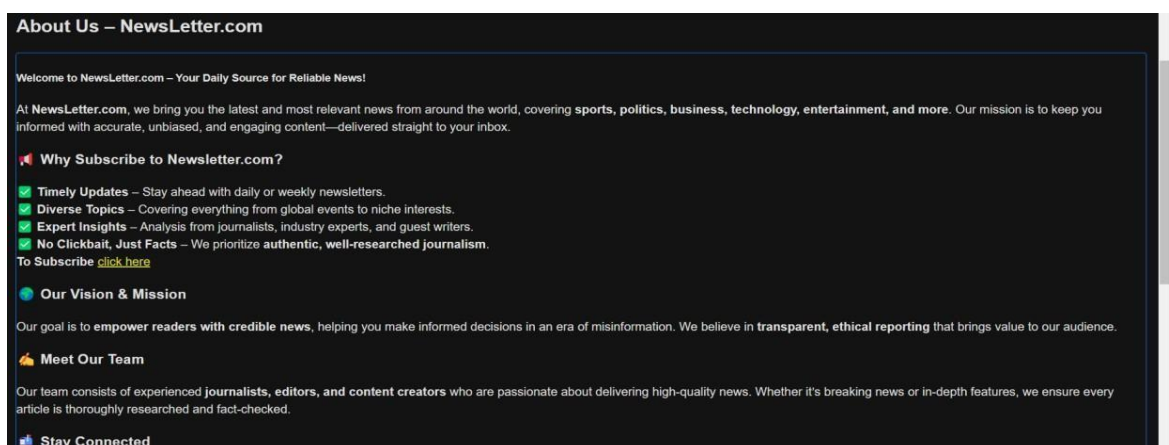 About Us – NewsLetter.com
Welcome to NewsLetter.com – Your Daily Source for Reliable News!
At NewsLetter.com, we bring you the latest and most relevant news from around the world, covering sports, politics, business, technology, entertainment, and more. Our mission is to keep you
informed with accurate, unbiased, and engaging content—delivered straight to your inbox.
📢 Why Subscribe to Newsletter.com?
✅ Timely Updates – Stay ahead with daily or weekly newsletters.
✅ Diverse Topics – Covering everything from global events to niche interests.
✅ Expert Insights – Analysis from journalists, industry experts, and guest writers.
✅ No Clickbait, Just Facts – We prioritize authentic, well-researched journalism.
To Subscribe click here
🌍 Our Vision & Mission
Our goal is to empower readers with credible news, helping you make informed decisions in an era of misinformation. We believe in transparent, ethical reporting that brings value to our audience.
✍️ Meet Our Team
Our team consists of experienced journalists, editors, and content creators who are passionate about delivering high-quality news. Whether it's breaking news or in-depth features, we ensure every
article is thoroughly researched and fact-checked.
📬 Stay Connected